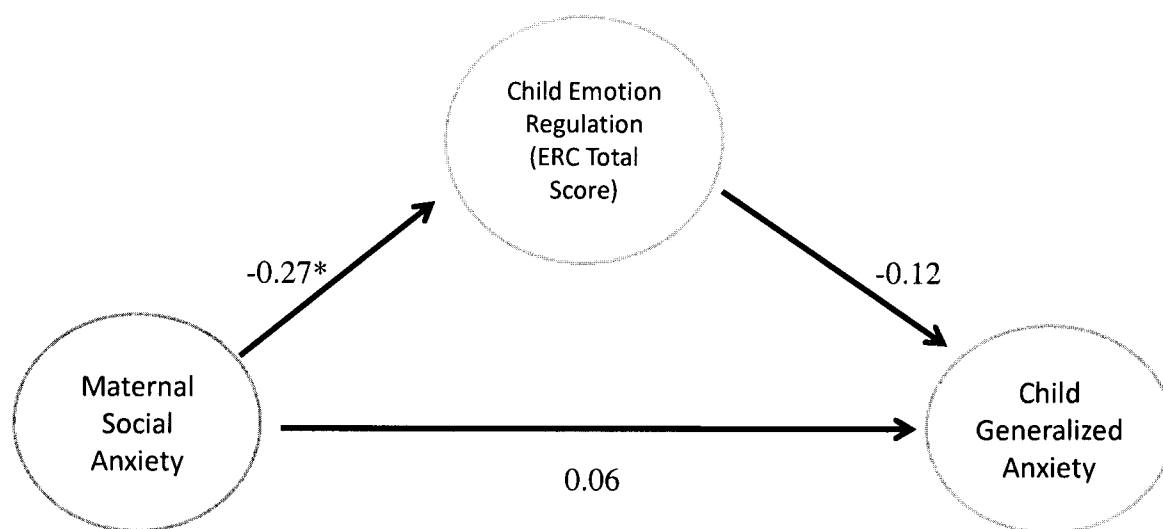 Child Emotion
Regulation
(ERC Total
Score)
-0.27*
-0.12
Maternal
Social
Anxiety
Child
Generalized
Anxiety
0.06